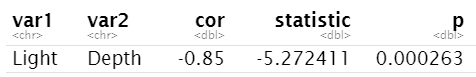 var1 var2 cor statistic p
<chr> <chr> <dbl> <dbl> <dbl>
Light Depth -0.85 -5.272411 0.000263